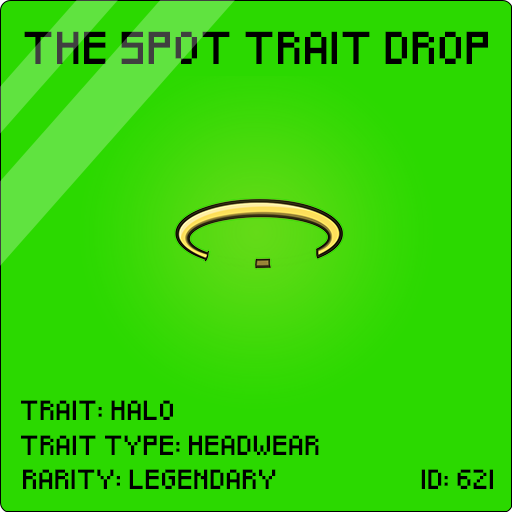 THE SPOT TRAIT DROP
TRAIT: HALO
TRAIT TYPE: HEADWEAR
RARITY: LEGENDARY
ID: 621